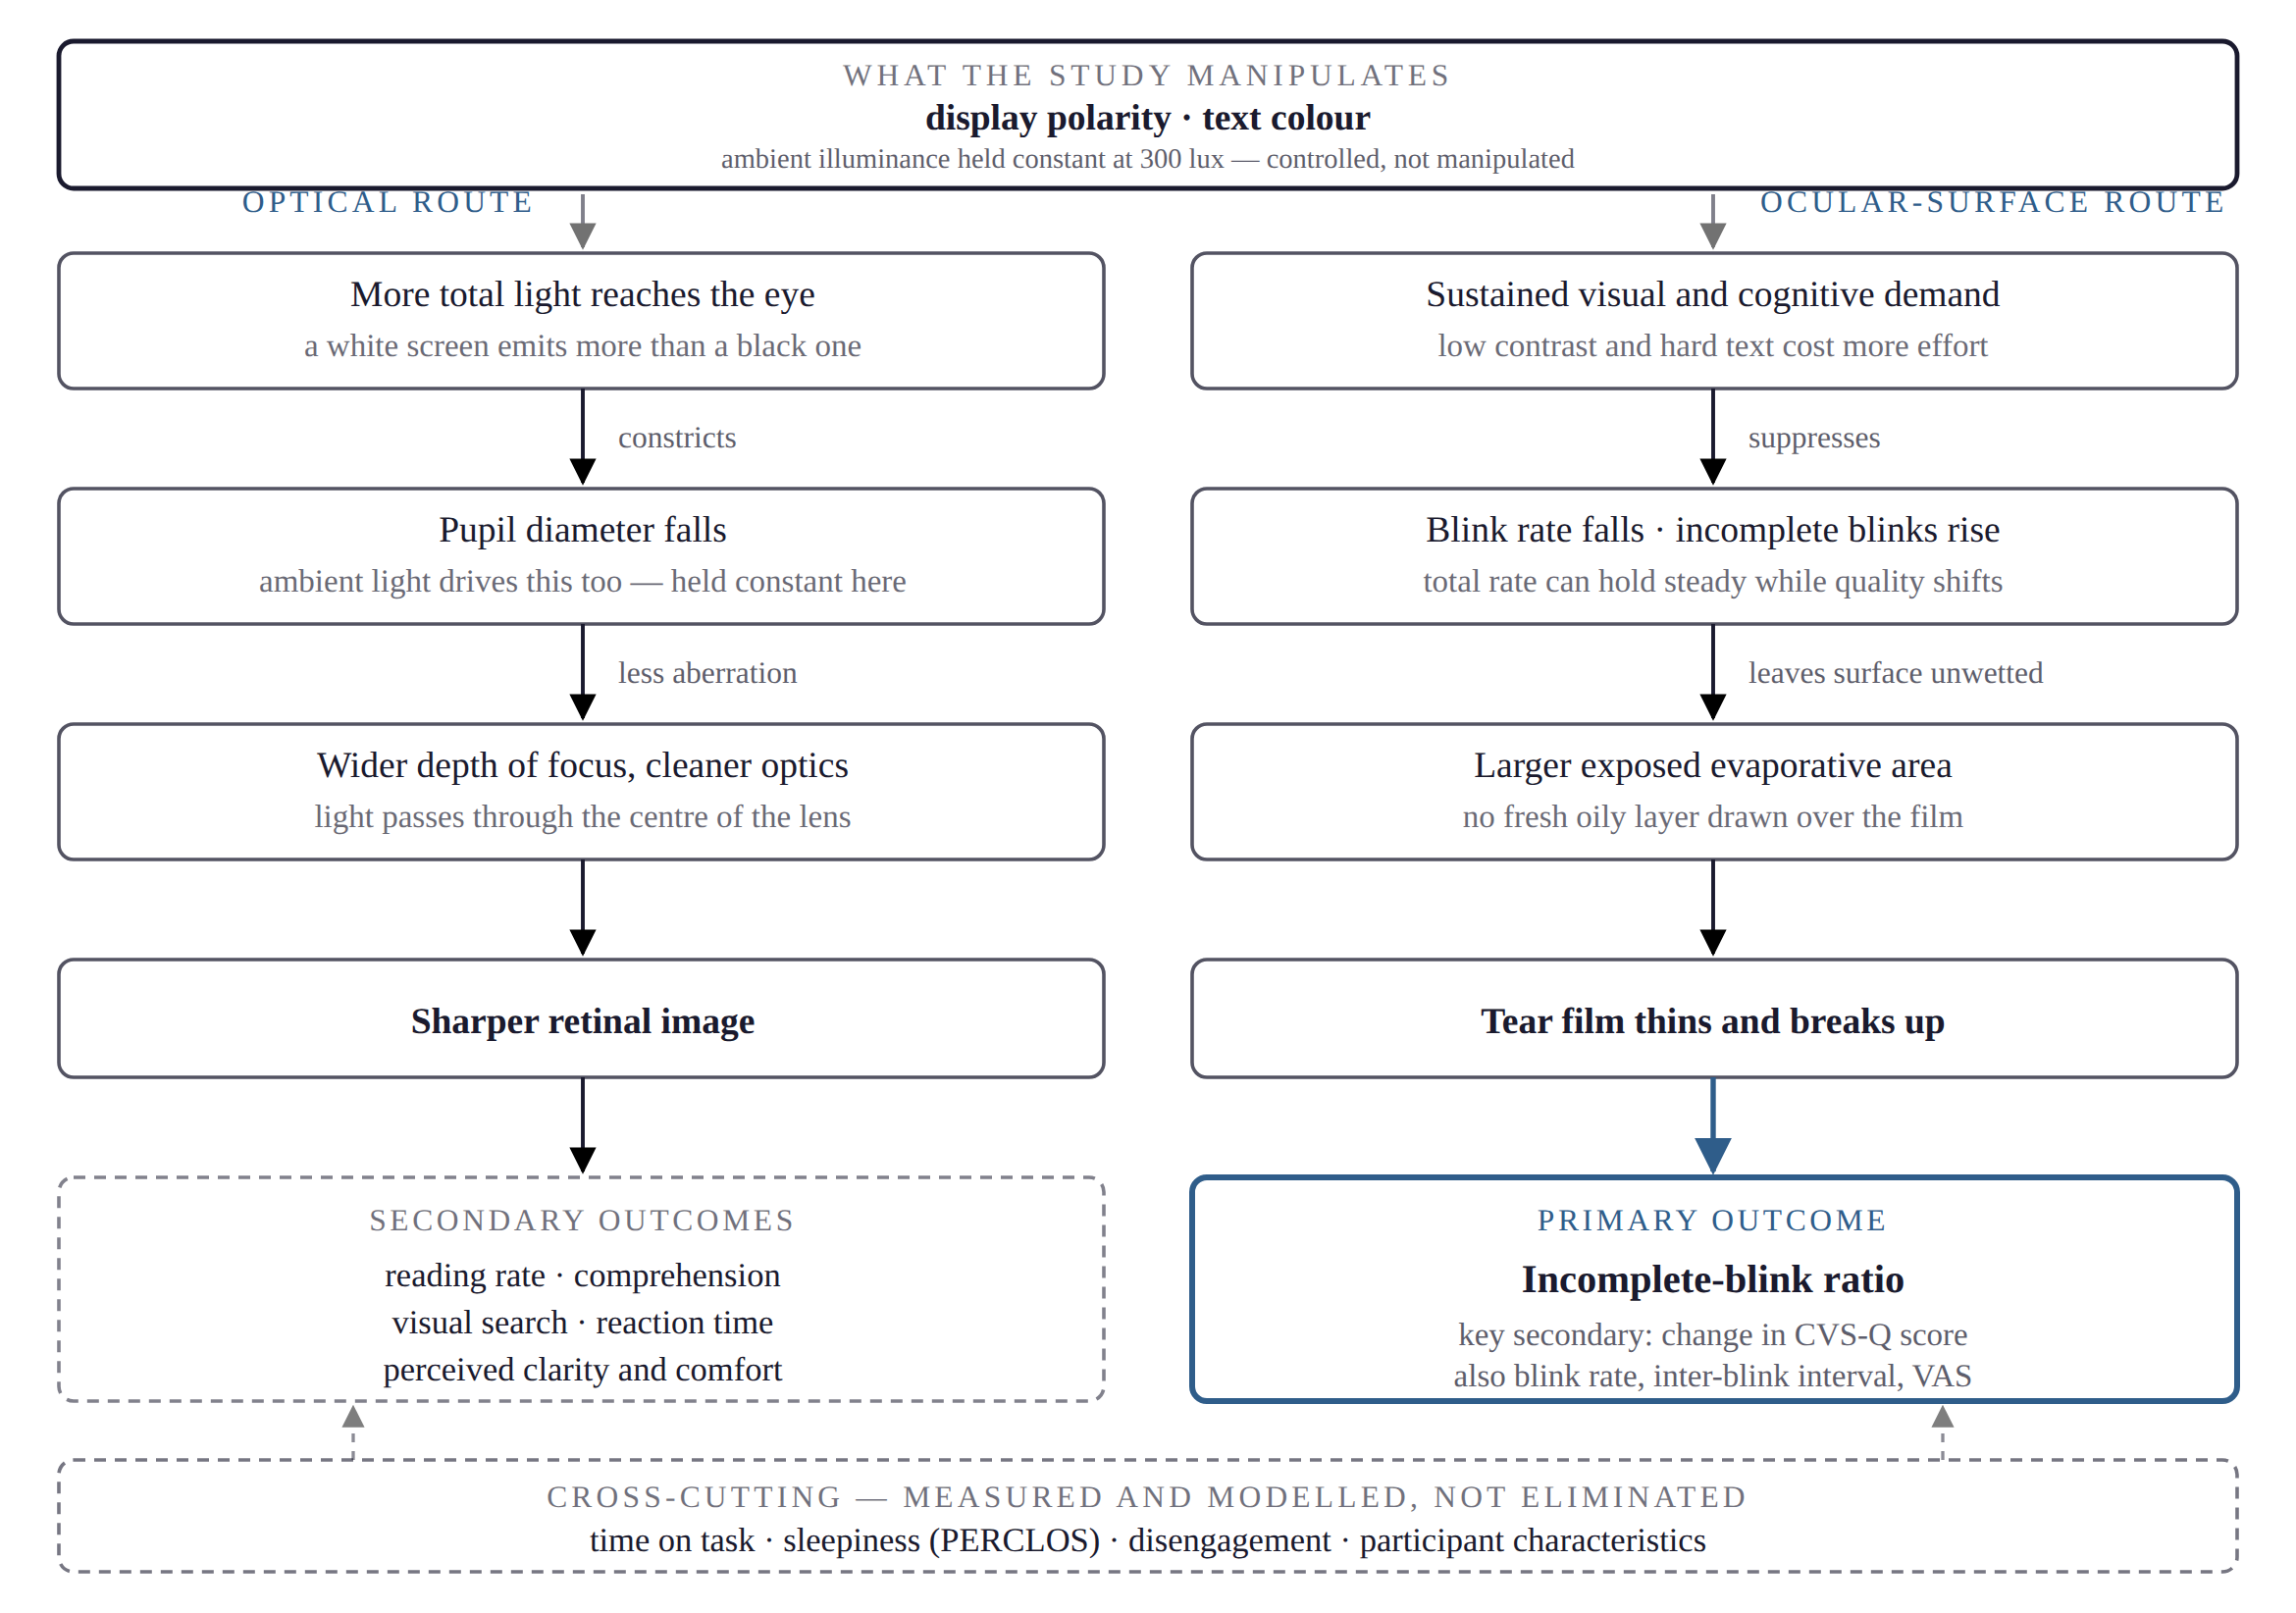 WHAT THE STUDY MANIPULATES
display polarity · text colour
ambient illuminance held constant at 300 lux — controlled, not manipulated
OPTICAL ROUTE
OCULAR-SURFACE ROUTE
More total light reaches the eye
a white screen emits more than a black one
Sustained visual and cognitive demand
low contrast and hard text cost more effort
constricts
suppresses
Pupil diameter falls
ambient light drives this too — held constant here
Blink rate falls · incomplete blinks rise
total rate can hold steady while quality shifts
less aberration
leaves surface unwetted
Wider depth of focus, cleaner optics
light passes through the centre of the lens
Larger exposed evaporative area
no fresh oily layer drawn over the film
Sharper retinal image
Tear film thins and breaks up
SECONDARY OUTCOMES
reading rate · comprehension
visual search · reaction time
perceived clarity and comfort
PRIMARY OUTCOME
Incomplete-blink ratio
key secondary: change in CVS-Q score
also blink rate, inter-blink interval, VAS
CROSS-CUTTING — MEASURED AND MODELLED, NOT ELIMINATED
time on task · sleepiness (PERCLOS) · disengagement · participant characteristics